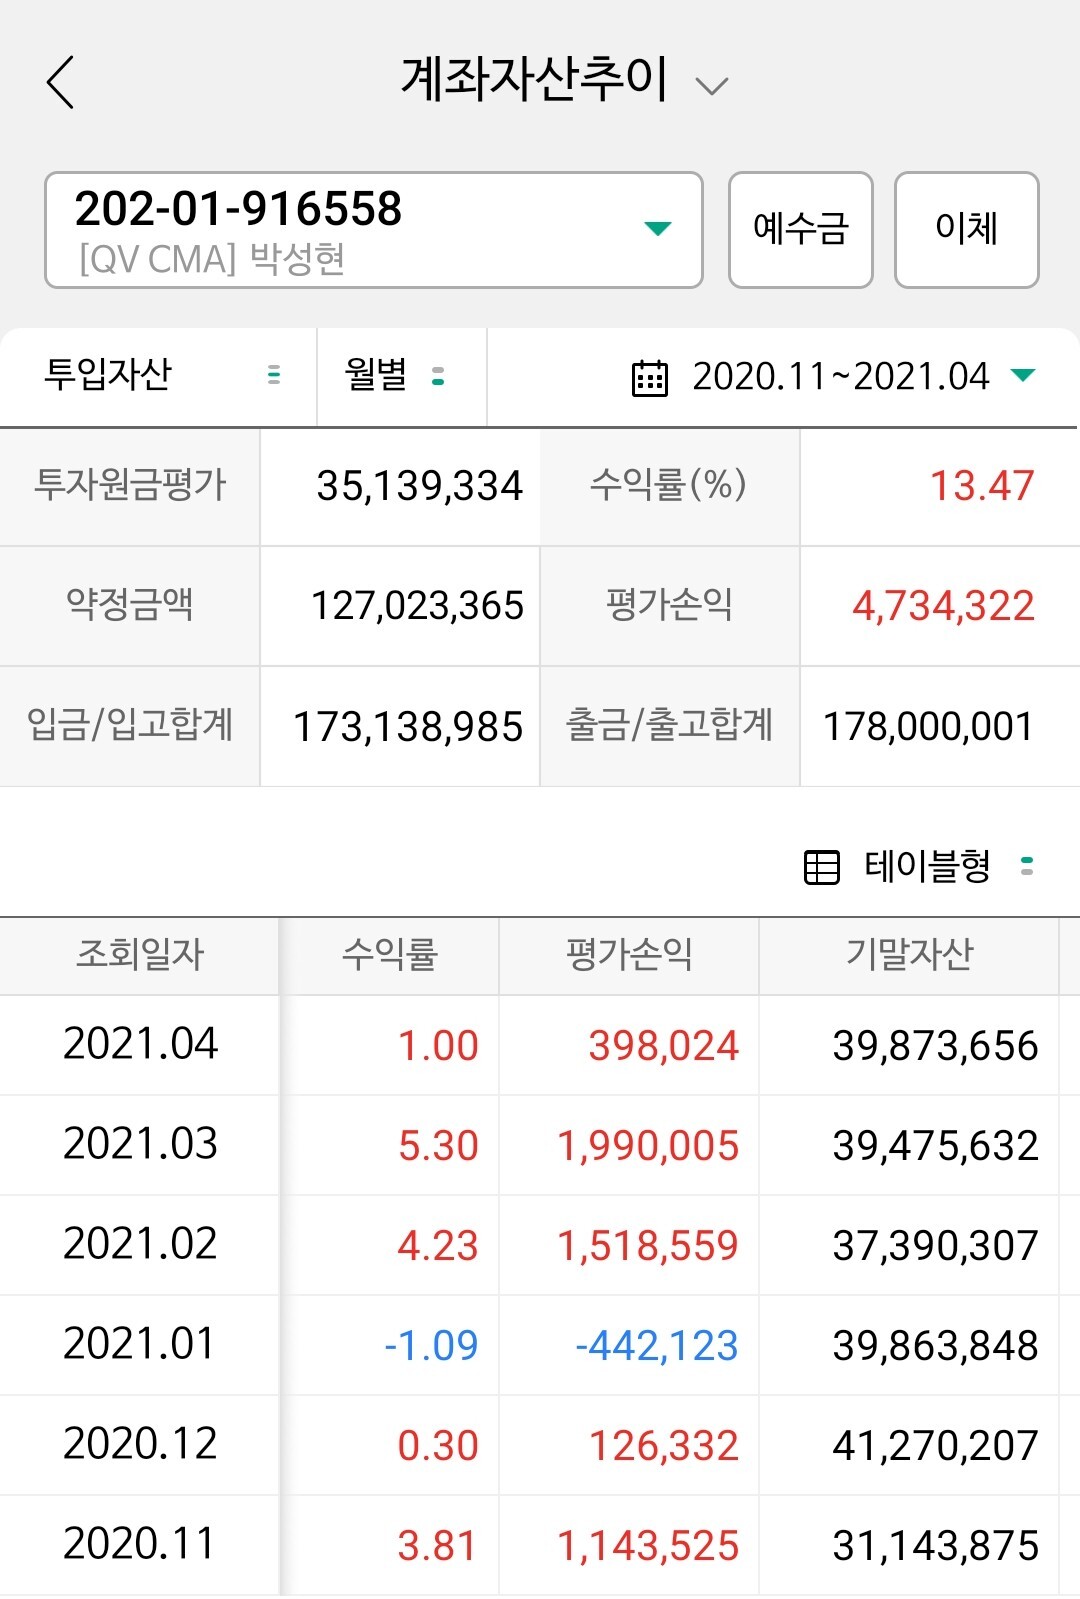 계좌자산추이
202-01-916558
[QV CMA] 박성현
예수금
이체
투입자산 월별 2020.11~2021.04
투자원금평가 35,139,334 수익률(%) 13.47
약정금액 127,023,365 평가손익 4,734,322
입금/입고합계 173,138,985 출금/출고합계 178,000,001
테이블형
조회일자 수익률 평가손익 기말자산
2021.04 1.00 398,024 39,873,656
2021.03 5.30 1,990,005 39,475,632
2021.02 4.23 1,518,559 37,390,307
2021.01 -1.09 -442,123 39,863,848
2020.12 0.30 126,332 41,270,207
2020.11 3.81 1,143,525 31,143,875